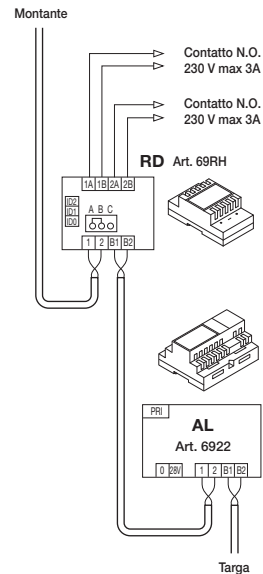 Montante
Contatto N.O.
230 V max 3A
Contatto N.O.
230 V max 3A
1A 1B 2A 2B
RD Art. 69RH
ID2
ID1
ID0
A B C
1 2 B1 B2
PRI
AL
Art. 6922
0 28V 1 2 B1 B2
Targa